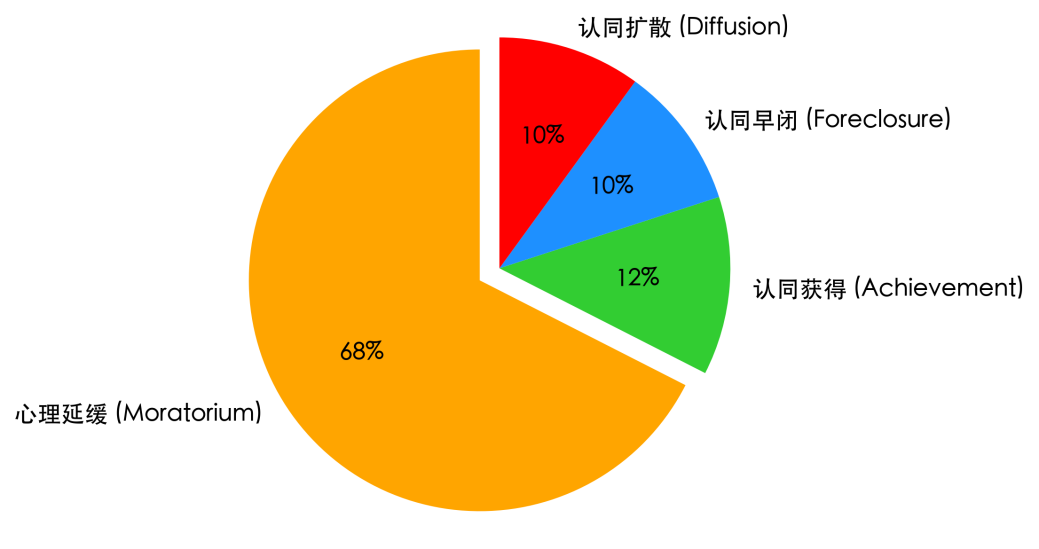 认同扩散 (Diffusion)
10%
认同早闭 (Foreclosure)
10%
认同获得 (Achievement)
12%
68%
心理延缓 (Moratorium)